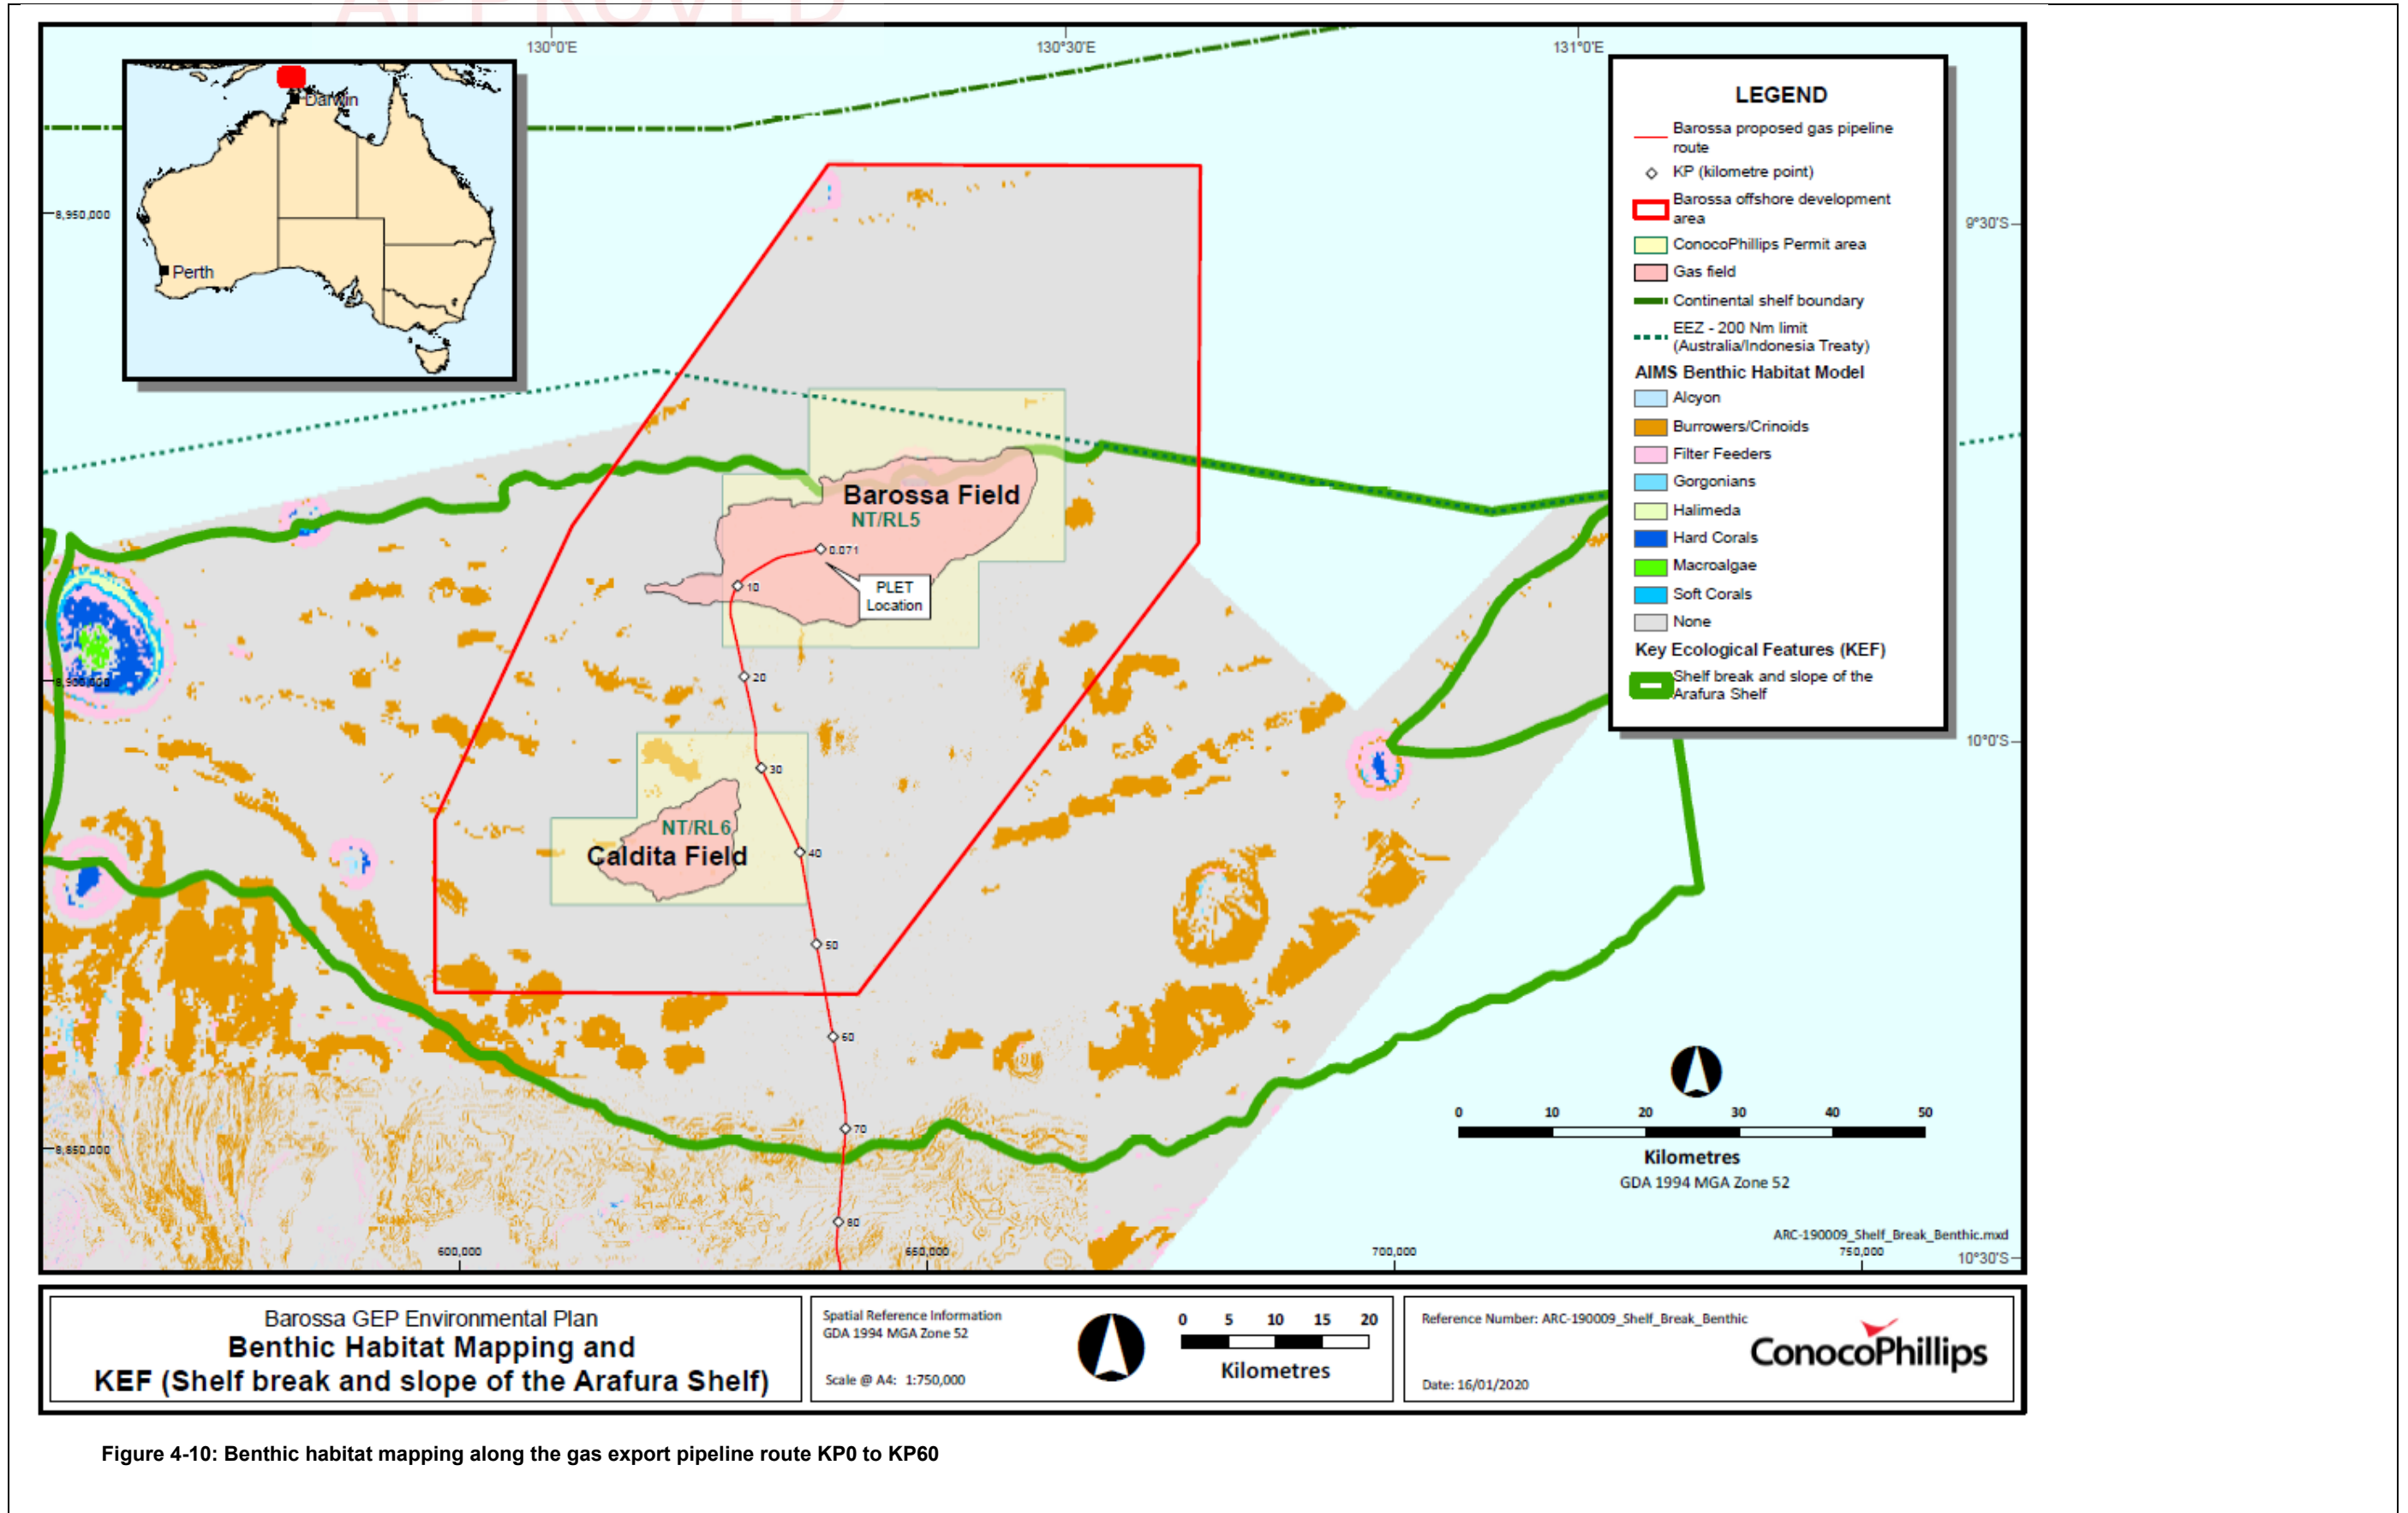 APPROVED
130°0'E
130°30'E
131°0'E
8,950,000
8,900,000
8,850,000
9°30'S
10°0'S
10°30'S
600,000
650,000
700,000
750,000
Darwin
Perth
LEGEND
Barossa proposed gas pipeline
route
KP (kilometre point)
Barossa offshore development
area
ConocoPhillips Permit area
Gas field
Continental shelf boundary
EEZ - 200 Nm limit
(Australia/Indonesia Treaty)
AIMS Benthic Habitat Model
Alcyon
Burrowers/Crinoids
Filter Feeders
Gorgonians
Halimeda
Hard Corals
Macroalgae
Soft Corals
None
Key Ecological Features (KEF)
Shelf break and slope of the
Arafura Shelf
Barossa Field
NT/RL5
0.071
PLET
Location
10
20
30
NT/RL6
Caldita Field
40
50
60
70
80
0 10 20 30 40 50
Kilometres
GDA 1994 MGA Zone 52
ARC-190009_Shelf_Break_Benthic.mxd
Barossa GEP Environmental Plan
Benthic Habitat Mapping and
KEF (Shelf break and slope of the Arafura Shelf)
Spatial Reference Information
GDA 1994 MGA Zone 52
Scale @ A4: 1:750,000
0 5 10 15 20
Kilometres
Reference Number: ARC-190009_Shelf_Break_Benthic
ConocoPhillips
Date: 16/01/2020
Figure 4-10: Benthic habitat mapping along the gas export pipeline route KP0 to KP60